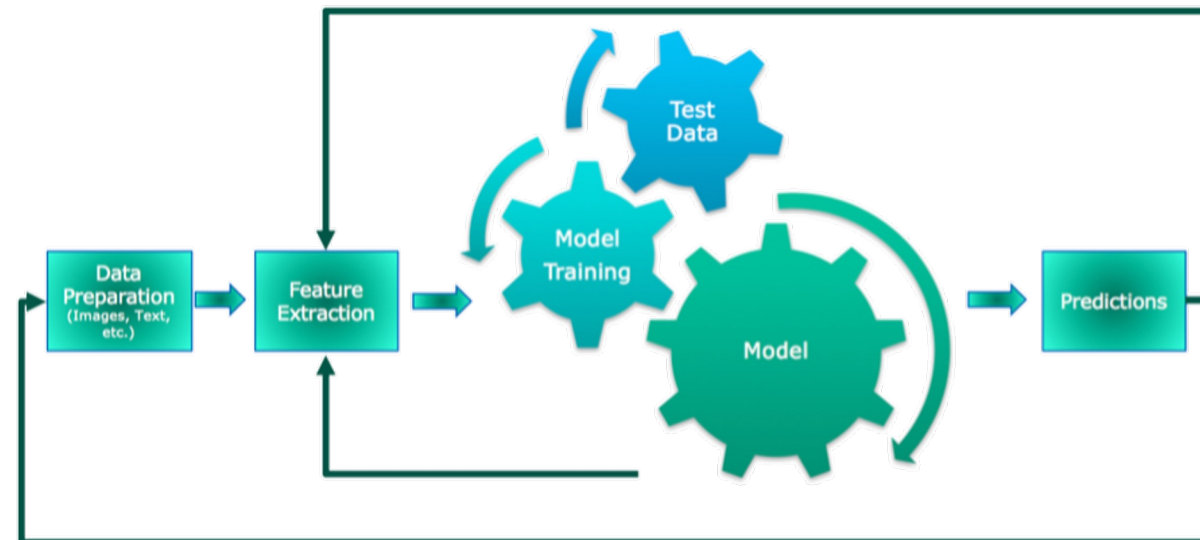 Data
Preparation
(Images, Text,
etc.)
Feature
Extraction
Model
Training
Test
Data
Model
Predictions